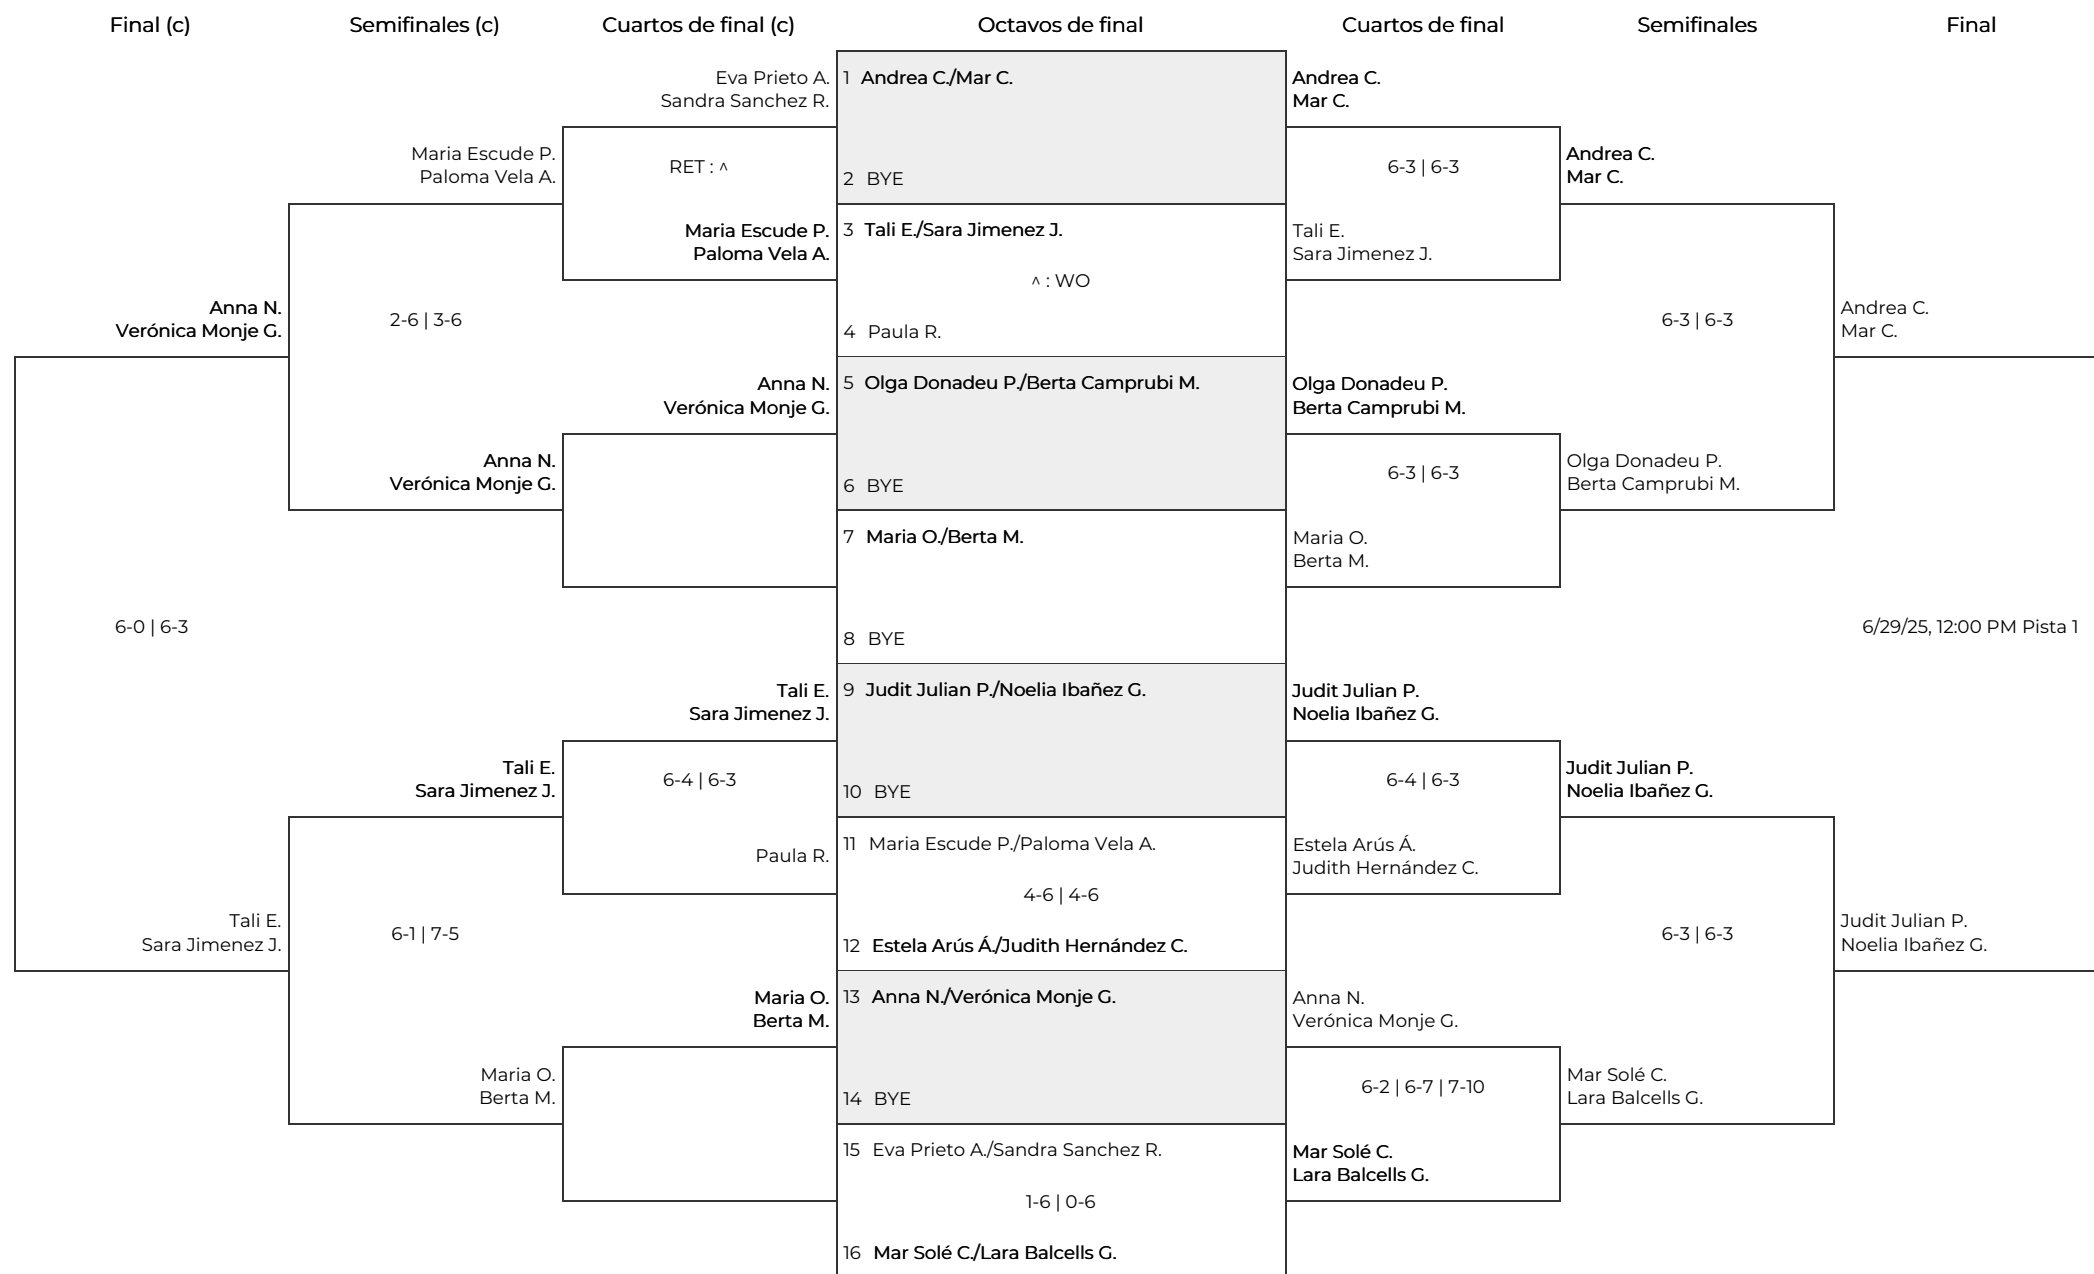 Final (c)
Semifinales (c)
Cuartos de final (c)
Octavos de final
Cuartos de final
Semifinales
Final
Anna N.
Verónica Monje G.
6-0 | 6-3
Tali E.
Sara Jimenez J.
Maria Escude P.
Paloma Vela A.
2-6 | 3-6
Anna N.
Verónica Monje G.
Tali E.
Sara Jimenez J.
6-1 | 7-5
Maria O.
Berta M.
Eva Prieto A.
Sandra Sanchez R.
RET : ^
Maria Escude P.
Paloma Vela A.
Anna N.
Verónica Monje G.
Tali E.
Sara Jimenez J.
6-4 | 6-3
Paula R.
Maria O.
Berta M.
1 Andrea C./Mar C.
2 BYE
3 Tali E./Sara Jimenez J.
^ : WO
4 Paula R.
5 Olga Donadeu P./Berta Camprubi M.
6 BYE
7 Maria O./Berta M.
8 BYE
9 Judit Julian P./Noelia Ibañez G.
10 BYE
11 Maria Escude P./Paloma Vela A.
4-6 | 4-6
12 Estela Arús Á./Judith Hernández C.
13 Anna N./Verónica Monje G.
14 BYE
15 Eva Prieto A./Sandra Sanchez R.
1-6 | 0-6
16 Mar Solé C./Lara Balcells G.
Andrea C.
Mar C.
6-3 | 6-3
Tali E.
Sara Jimenez J.
Olga Donadeu P.
Berta Camprubi M.
6-3 | 6-3
Maria O.
Berta M.
Judit Julian P.
Noelia Ibañez G.
6-4 | 6-3
Estela Arús Á.
Judith Hernández C.
Anna N.
Verónica Monje G.
6-2 | 6-7 | 7-10
Mar Solé C.
Lara Balcells G.
Andrea C.
Mar C.
6-3 | 6-3
Olga Donadeu P.
Berta Camprubi M.
Judit Julian P.
Noelia Ibañez G.
6-3 | 6-3
Mar Solé C.
Lara Balcells G.
Andrea C.
Mar C.
6/29/25, 12:00 PM Pista 1
Judit Julian P.
Noelia Ibañez G.